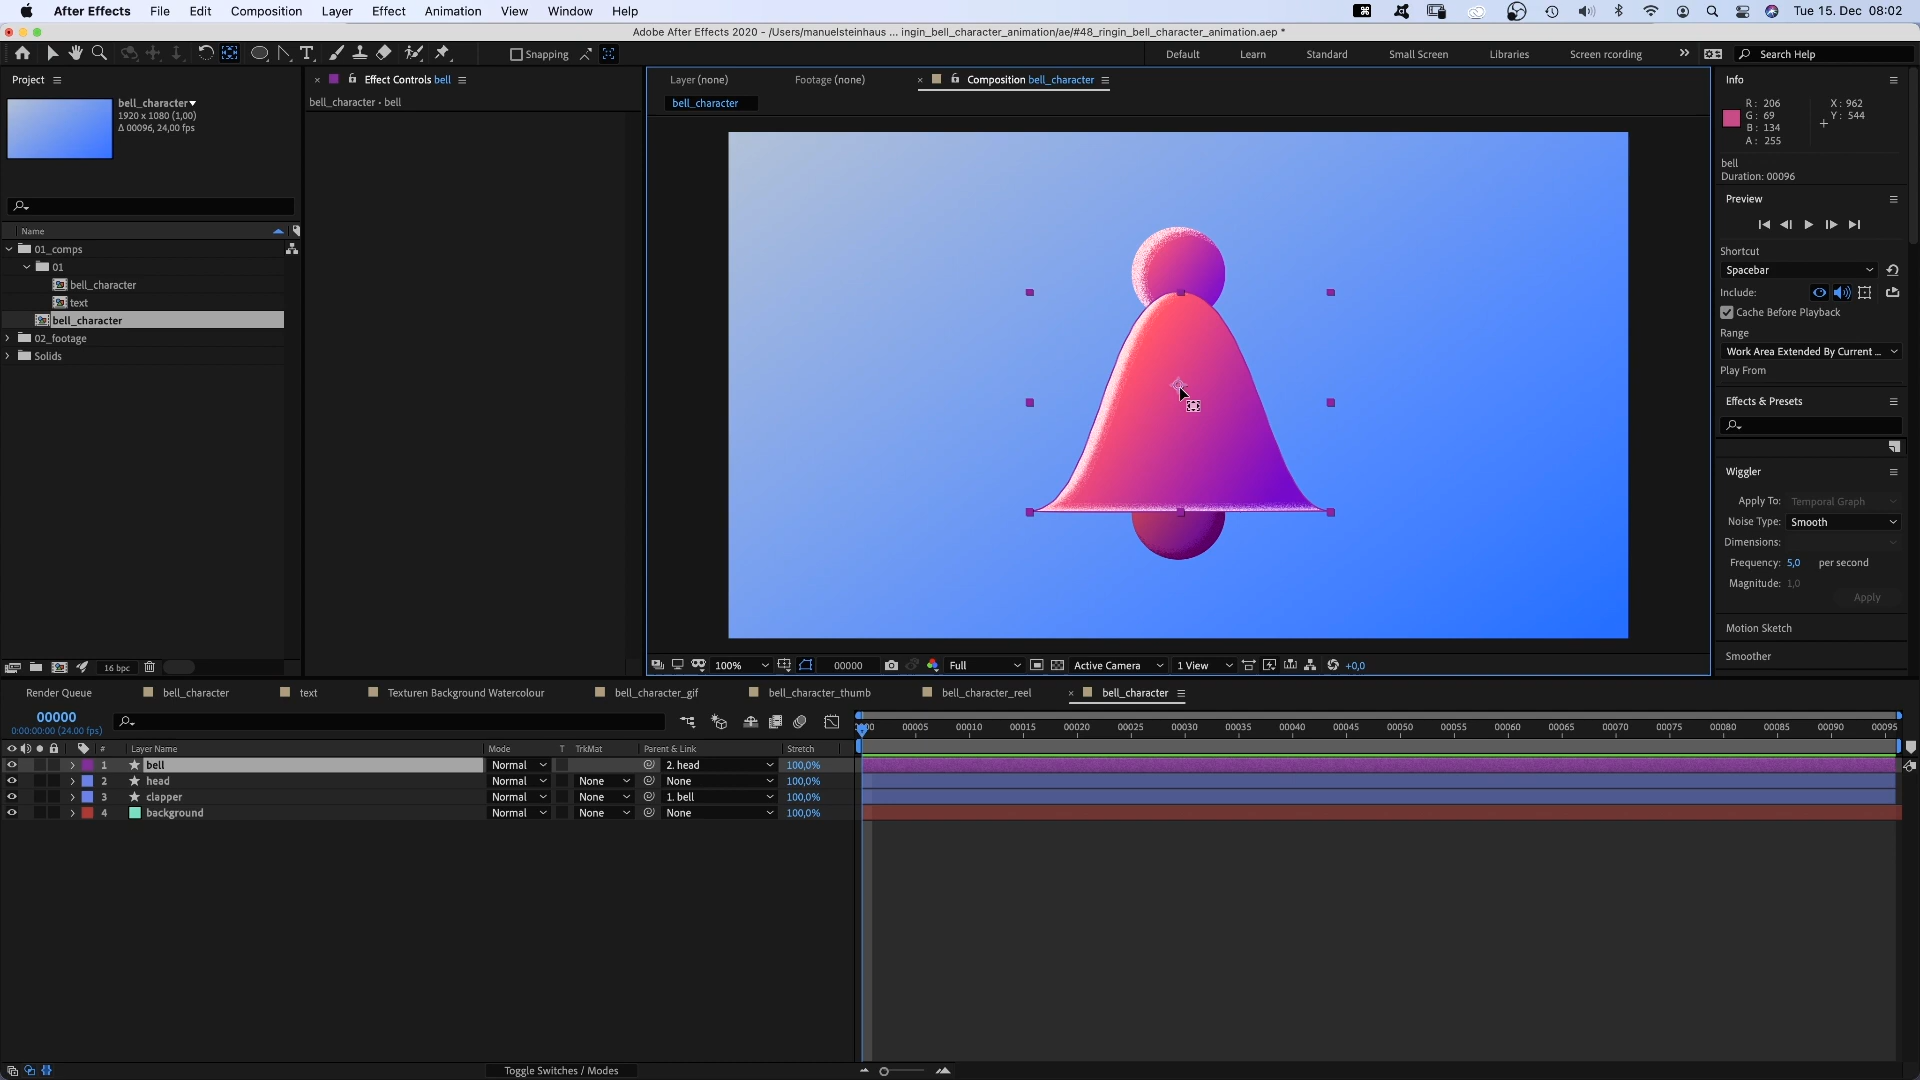 After Effects File Edit Composition Layer Effect Animation View Window Help Tue 15. Dec 08:02
Adobe After Effects 2020 - /Users/manuelsteinhaus ... ingin_bell_character_animation/ae/#48_ringin_bell_character_animation.aep *
Snapping Default Learn Standard Small Screen Libraries Screen rcording Search Help
Project
bell_character
1920 x 1080 (1,00)
Δ 00096, 24,00 fps
Name
01_comps
01
bell_character
text
bell_character
02_footage
Solids
16 bpc
Effect Controls bell
bell_character • bell
Layer (none) Footage (none) Composition bell_character
bell_character
100% 00000 Full Active Camera 1 View +0,0
Info
R: 206
G: 69
B: 134
A: 255
X: 962
Y: 544
bell
Duration: 00096
Preview
Shortcut
Spacebar
Include:
Cache Before Playback
Range
Work Area Extended By Current ...
Play From
Effects & Presets
Wiggler
Apply To: Temporal Graph
Noise Type: Smooth
Dimensions:
Frequency: 5,0 per second
Magnitude: 1,0
Apply
Motion Sketch
Smoother
Render Queue bell_character text Texturen Background Watercolour bell_character_gif bell_character_thumb bell_character_reel bell_character
00000
0:00:00:00 (24.00 fps)
00005 00010 00015 00020 00025 00030 00035 00040 00045 00050 00055 00060 00065 00070 00075 00080 00085 00090 00095
# Layer Name Mode T TrkMat Parent & Link Stretch
1 bell Normal 2. head 100,0%
2 head Normal None None 100,0%
3 clapper Normal None 1. bell 100,0%
4 background Normal None None 100,0%
Toggle Switches / Modes